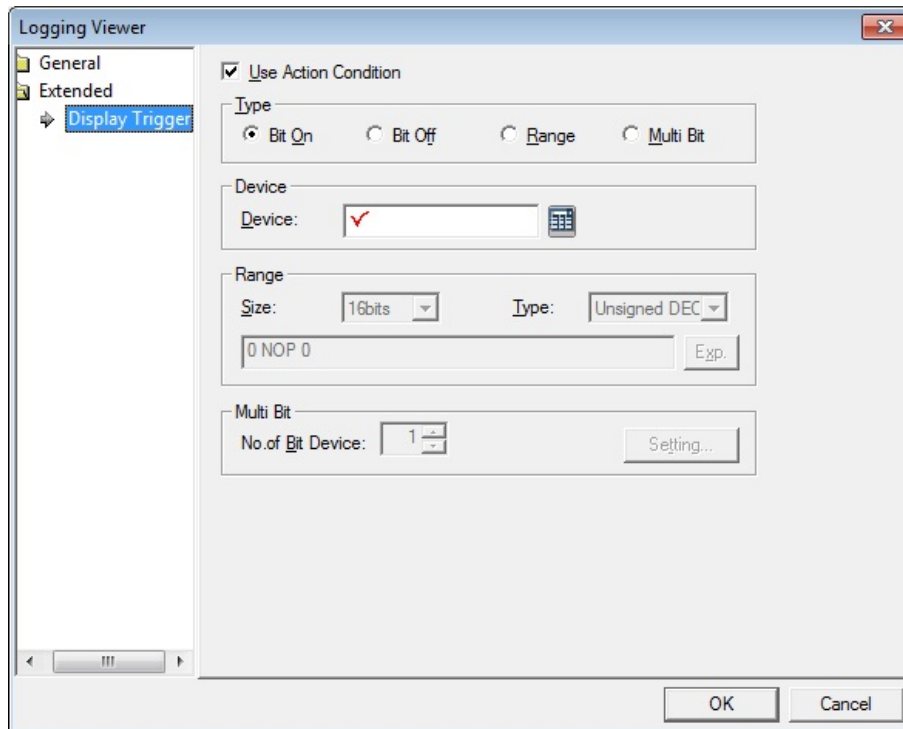 Logging Viewer
General
Extended
Display Trigger
Use Action Condition
Type
Bit On Bit Off Range Multi Bit
Device
Device:
Range
Size: 16bits Type: Unsigned DEC
0 NOP 0 Exp.
Multi Bit
No.of Bit Device: 1 Setting...
OK Cancel